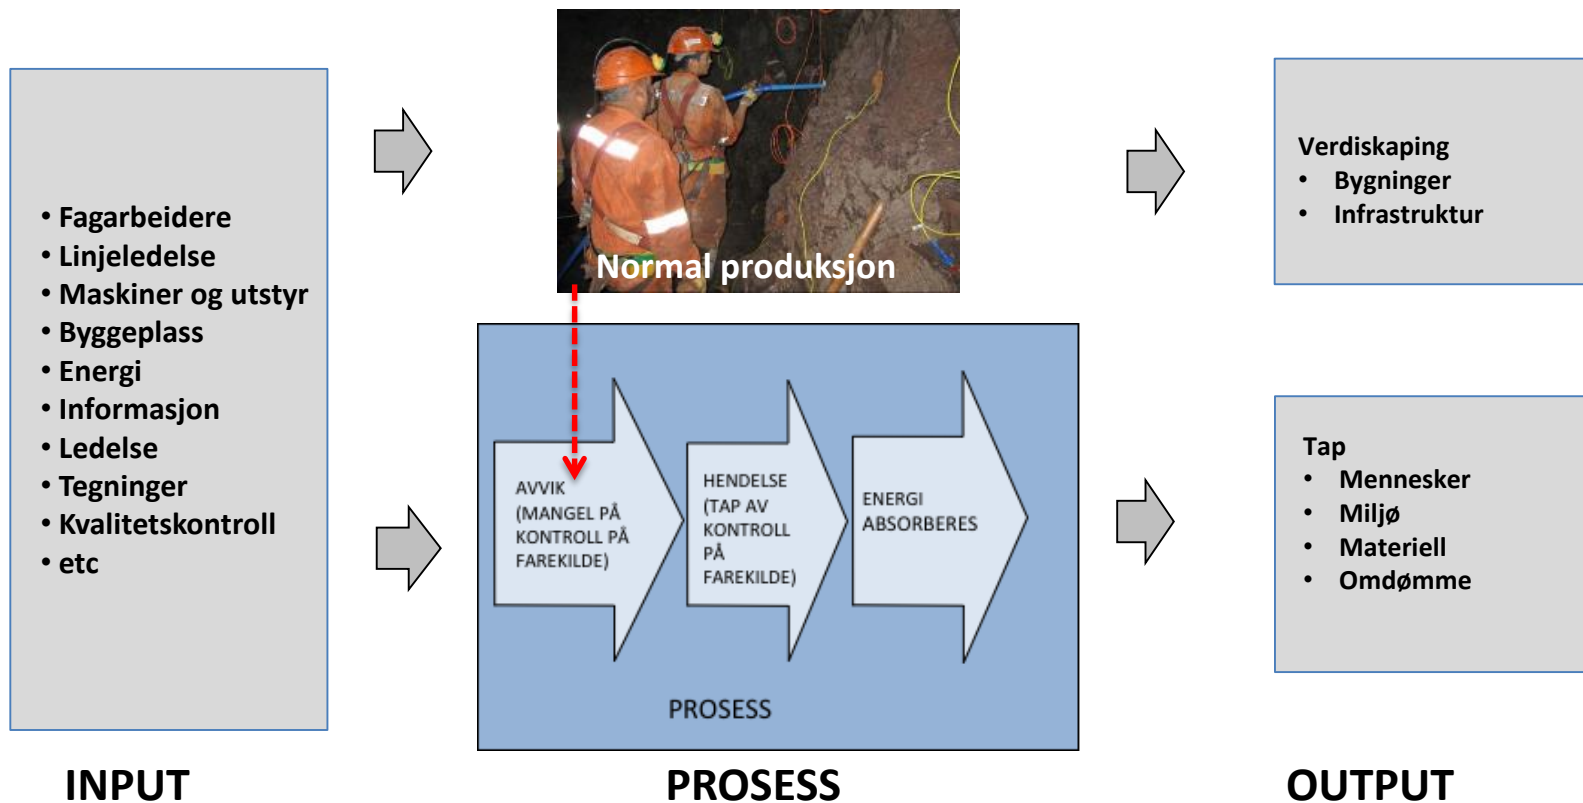 • Fagarbeidere
• Linjeledelse
• Maskiner og utstyr
• Byggeplass
• Energi
• Informasjon
• Ledelse
• Tegninger
• Kvalitetskontroll
• etc
Normal produksjon
AVVIK
(MANGEL PÅ
KONTROLL PÅ
FAREKILDE)
HENDELSE
(TAP AV
KONTROLL
PÅ
FAREKILDE)
ENERGI
ABSORBERES
PROSESS
Verdiskaping
• Bygninger
• Infrastruktur
Tap
• Mennesker
• Miljø
• Materiell
• Omdømme
INPUT
PROSESS
OUTPUT